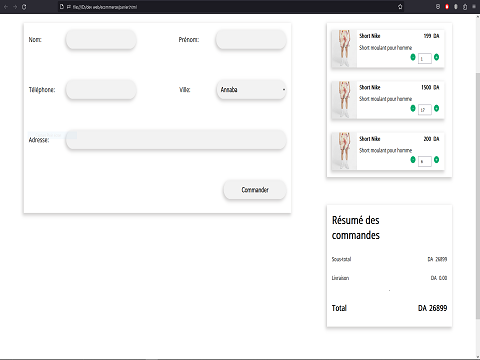 file:///D:/dev web/ecommerce/panier.html
Nom:
Prénom:
Téléphone:
Ville:
Annaba
Adresse:
Commander
Short Nike
199 DA
Short moulant pour homme
- 1 +
Short Nike
1500 DA
Short moulant pour homme
- 17 +
Short Nike
200 DA
Short moulant pour homme
Résumé des
commandes
Sous-total
DA 26899
Livraison
DA 0.00
Total
DA 26899